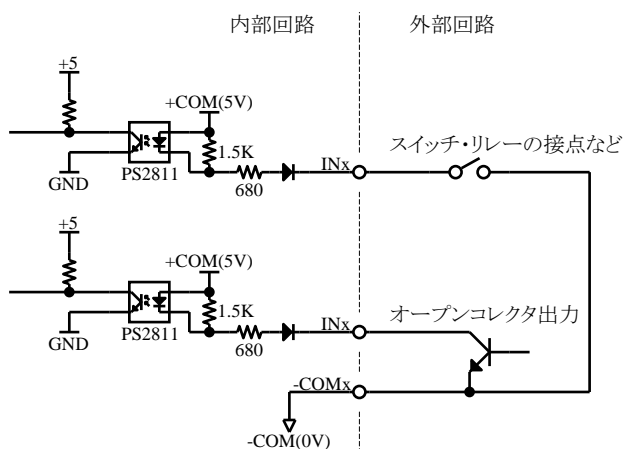 内部回路
外部回路
+5
+COM(5V)
1.5K
GND
PS2811
680
INx
スイッチ・リレーの接点など
+5
+COM(5V)
1.5K
GND
PS2811
680
INx
オープンコレクタ出力
-COMx
-COM(0V)